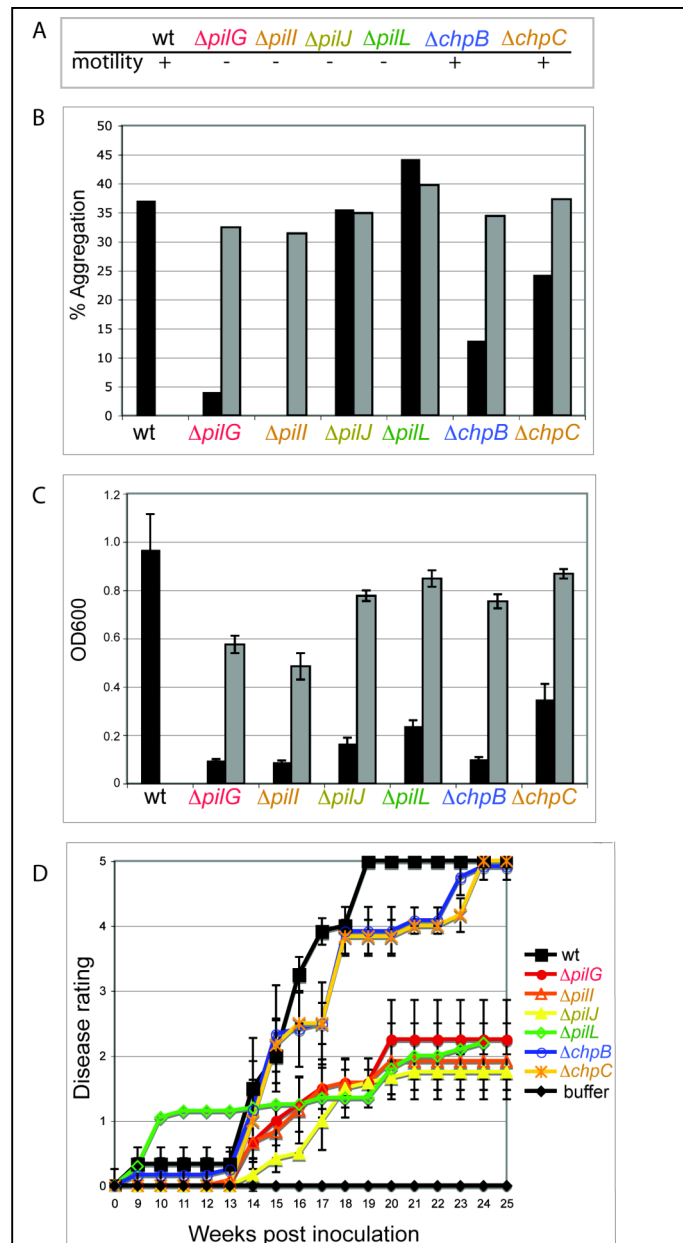 A
wt ΔpilG ΔpilI ΔpilJ ΔpilL ΔchpB ΔchpC
motility + - - - - + +
B
% Aggregation
50
45
40
35
30
25
20
15
10
5
0
wt ΔpilG ΔpilI ΔpilJ ΔpilL ΔchpB ΔchpC
C
OD600
1.2
1.0
0.8
0.6
0.4
0.2
0
wt ΔpilG ΔpilI ΔpilJ ΔpilL ΔchpB ΔchpC
D
Disease rating
5
4
3
2
1
0
0 9 10 11 12 13 14 15 16 17 18 19 20 21 22 23 24 25
Weeks post inoculation
wt
ΔpilG
ΔpilI
ΔpilJ
ΔpilL
ΔchpB
ΔchpC
buffer